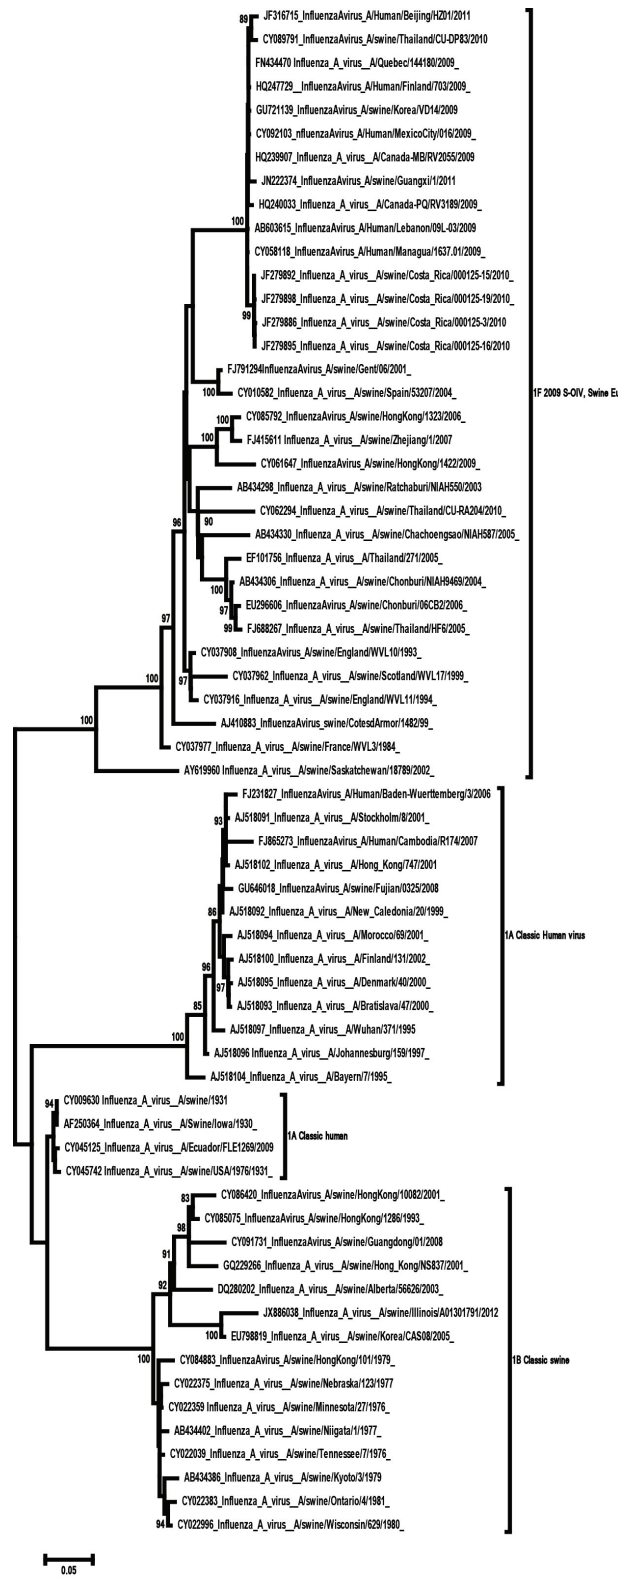 89
JF316715_InfluenzaAvirus_A/Human/Beijing/HZ01/2011
CY089791_InfluenzaAvirus_A/swine/Thailand/CU-DP83/2010
FN434470 Influenza_A_virus__A/Quebec/144180/2009_
HQ247729__InfluenzaAvirus_A/Human/Finland/703/2009_
GU721139_InfluenzaAvirus_A/swine/Korea/VD14/2009
CY092103_nfluenzaAvirus_A/Human/MexicoCity/016/2009_
HQ239907_Influenza_A_virus__A/Canada-MB/RV2055/2009
JN222374_InfluenzaAvirus_A/swine/Guangxi/1/2011
HQ240033_Influenza_A_virus__A/Canada-PQ/RV3189/2009_
100
AB603615_InfluenzaAvirus_A/Human/Lebanon/09L-03/2009
CY058118_InfluenzaAvirus_A/Human/Managua/1637.01/2009_
JF279892_Influenza_A_virus_A/swine/Costa_Rica/000125-15/2010_
JF279898_Influenza_A_virus_A/swine/Costa_Rica/000125-19/2010_
99
JF279886_Influenza_A_virus_A/swine/Costa_Rica/000125-3/2010
JF279895_Influenza_A_virus_A/swine/Costa_Rica/000125-16/2010
FJ791294InfluenzaAvirus_A/swine/Gent/06/2001_
100
CY010582_Influenza_A_virus__A/Swine/Spain/53207/2004_
1F 2009 S-OIV, Swine Eu
100
CY085792_InfluenzaAvirus_A/swine/HongKong/1323/2006_
100
FJ415611 Influenza_A_virus__A/swine/Zhejiang/1/2007
CY061647_InfluenzaAvirus_A/swine/HongKong/1422/2009_
AB434298_Influenza_A_virus__A/swine/Ratchaburi/NIAH550/2003
CY062294_Influenza_A_virus__A/swine/Thailand/CU-RA204/2010_
96
90
AB434330_Influenza_A_virus__A/swine/Chachoengsao/NIAH587/2005_
EF101756_Influenza_A_virus__A/Thailand/271/2005_
100
AB434306_Influenza_A_virus__A/swine/Chonburi/NIAH9469/2004_
97
EU296606_InfluenzaAvirus_A/swine/Chonburi/06CB2/2006_
97
99
FJ688267_Influenza_A_virus__A/swine/Thailand/HF6/2005_
CY037908_InfluenzaAvirus_A/swine/England/WVL10/1993_
100
97
CY037962_Influenza_A_virus__A/swine/Scotland/WVL17/1999_
CY037916_Influenza_A_virus__A/swine/England/WVL11/1994_
100
AJ410883_InfluenzaAvirus_swine/CotesdArmor/1482/99_
CY037977_Influenza_A_virus__A/swine/France/WVL3/1984_
AY619960 Influenza_A_virus__A/swine/Saskatchewan/18789/2002_
FJ231827_InfluenzaAvirus_A/Human/Baden-Wuerttemberg/3/2006
93
AJ518091_Influenza_A_virus__A/Stockholm/8/2001_
FJ865273_InfluenzaAvirus_A/Human/Cambodia/R174/2007
AJ518102_Influenza_A_virus__A/Hong_Kong/747/2001
GU646018_InfluenzaAvirus_A/swine/Fujian/0325/2008
86
AJ518092_Influenza_A_virus__A/New_Caledonia/20/1999_
AJ518094_Influenza_A_virus__A/Morocco/69/2001_
1A Classic Human virus
AJ518100_Influenza_A_virus__A/Finland/131/2002_
96
97
AJ518095_Influenza_A_virus__A/Denmark/40/2000_
AJ518093_Influenza_A_virus__A/Bratislava/47/2000_
85
AJ518097_Influenza_A_virus__A/Wuhan/371/1995
100
AJ518096 Influenza_A_virus__A/Johannesburg/159/1997_
AJ518104_Influenza_A_virus__A/Bayern/7/1995_
94
CY009630 Influenza_A_virus__A/swine/1931
AF250364_Influenza_A_virus__A/Swine/Iowa/1930_
1A Classic human
CY045125_Influenza_A_virus__A/Ecuador/FLE1269/2009
CY045742 Influenza_A_virus__A/swine/USA/1976/1931_
83
CY086420_InfluenzaAvirus_A/swine/HongKong/10082/2001_
CY085075_InfluenzaAvirus_A/swine/HongKong/1286/1993_
98
CY091731_InfluenzaAvirus_A/swine/Guangdong/01/2008
91
GQ229266_Influenza_A_virus__A/swine/Hong_Kong/NS837/2001_
92
DQ280202_Influenza_A_virus__A/swine/Alberta/56626/2003_
JX886038_Influenza_A_virus__A/swine/Illinois/A01301791/2012
100
EU798819_Influenza_A_virus__A/swine/Korea/CAS08/2005_
100
CY084883_InfluenzaAvirus_A/swine/HongKong/101/1979_
1B Classic swine
CY022375_Influenza_A_virus__A/swine/Nebraska/123/1977
CY022359 Influenza_A_virus__A/swine/Minnesota/27/1976_
AB434402_Influenza_A_virus__A/swine/Niigata/1/1977_
CY022039_Influenza_A_virus__A/swine/Tennessee/7/1976_
AB434386_Influenza_A_virus__A/swine/Kyoto/3/1979
CY022383_Influenza_A_virus__A/swine/Ontario/4/1981_
94
CY022996_Influenza_A_virus__A/swine/Wisconsin/629/1980_
0.05